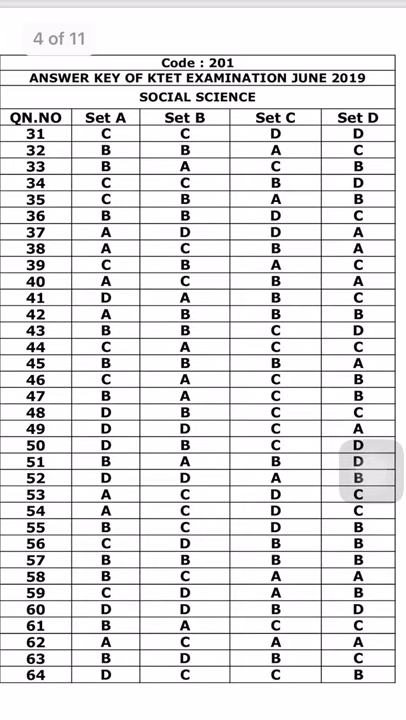 4 of 11
Code : 201
ANSWER KEY OF KTET EXAMINATION JUNE 2019
SOCIAL SCIENCE
QN.NO Set A Set B Set C Set D
31 C C D D
32 B B A C
33 B A C B
34 C C B D
35 C B A B
36 B B D C
37 A D D A
38 A C B A
39 C B A C
40 A C B A
41 D A B C
42 A B B B
43 B B C D
44 C A C C
45 B B B A
46 C A C B
47 B A C B
48 D B C C
49 D D C A
50 D B C D
51 B A B D
52 D D A B
53 A C D C
54 A C D C
55 B C D B
56 C D B B
57 B B B B
58 B C A A
59 C D A B
60 D D B D
61 B A C C
62 A C A A
63 B D B C
64 D C C B